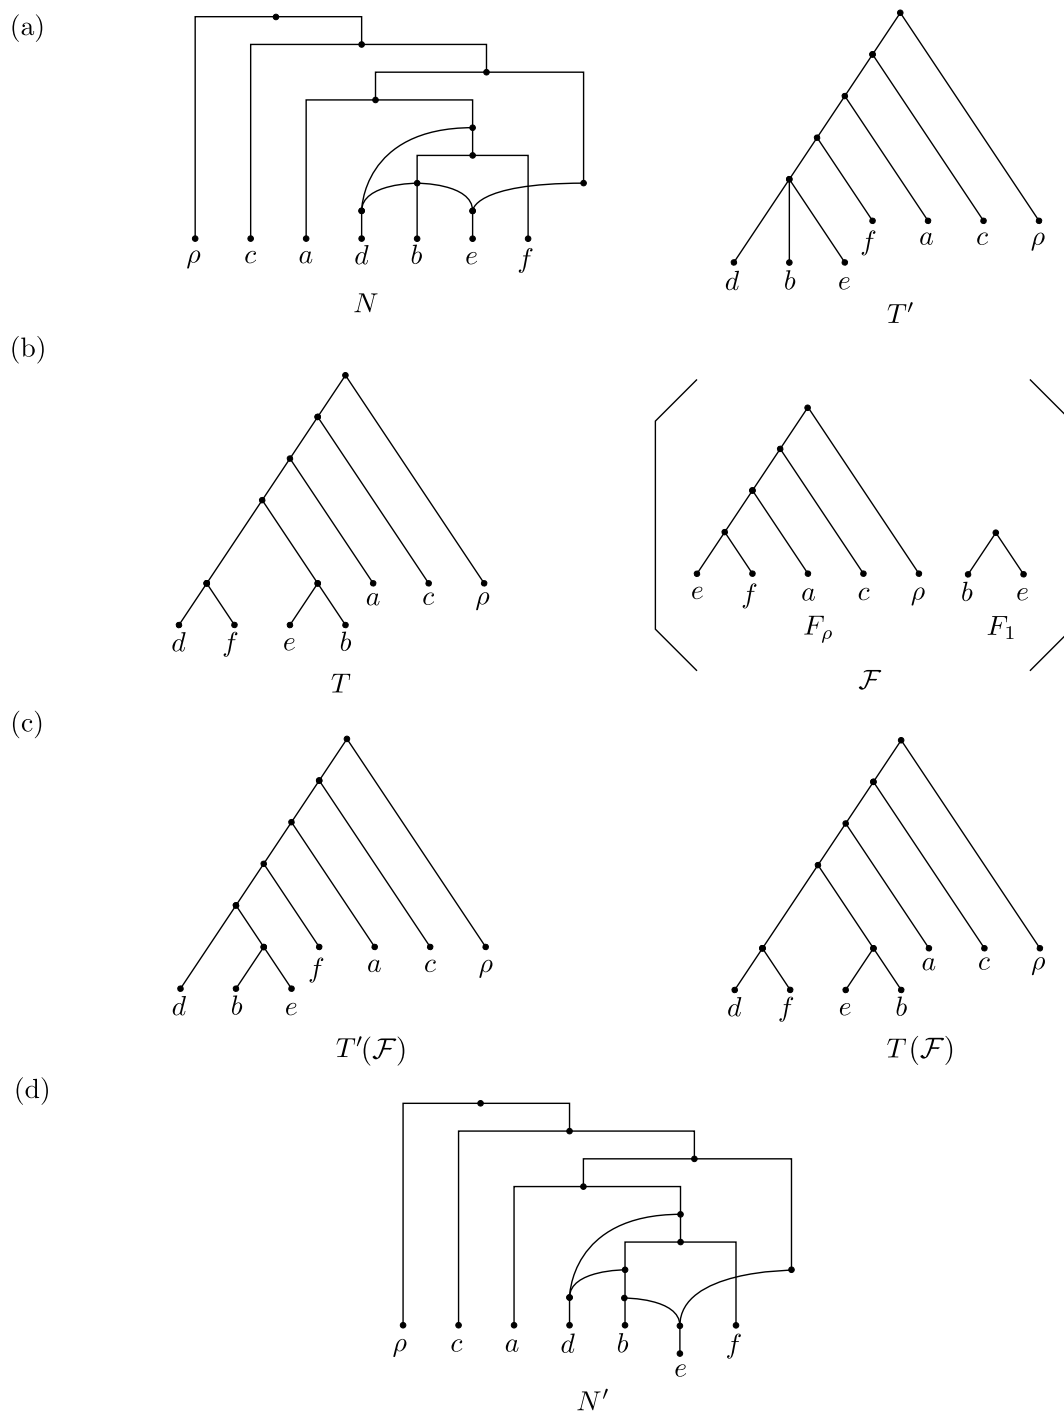 (a)
ρ c a d b e f
N
f a c ρ
d b e
T′
(b)
a c ρ
d f e b
T
e f a c ρ b e
F_ρ F_1
ℱ
(c)
f a c ρ
d b e
T′(ℱ)
a c ρ
d f e b
T(ℱ)
(d)
ρ c a d b f
e
N′